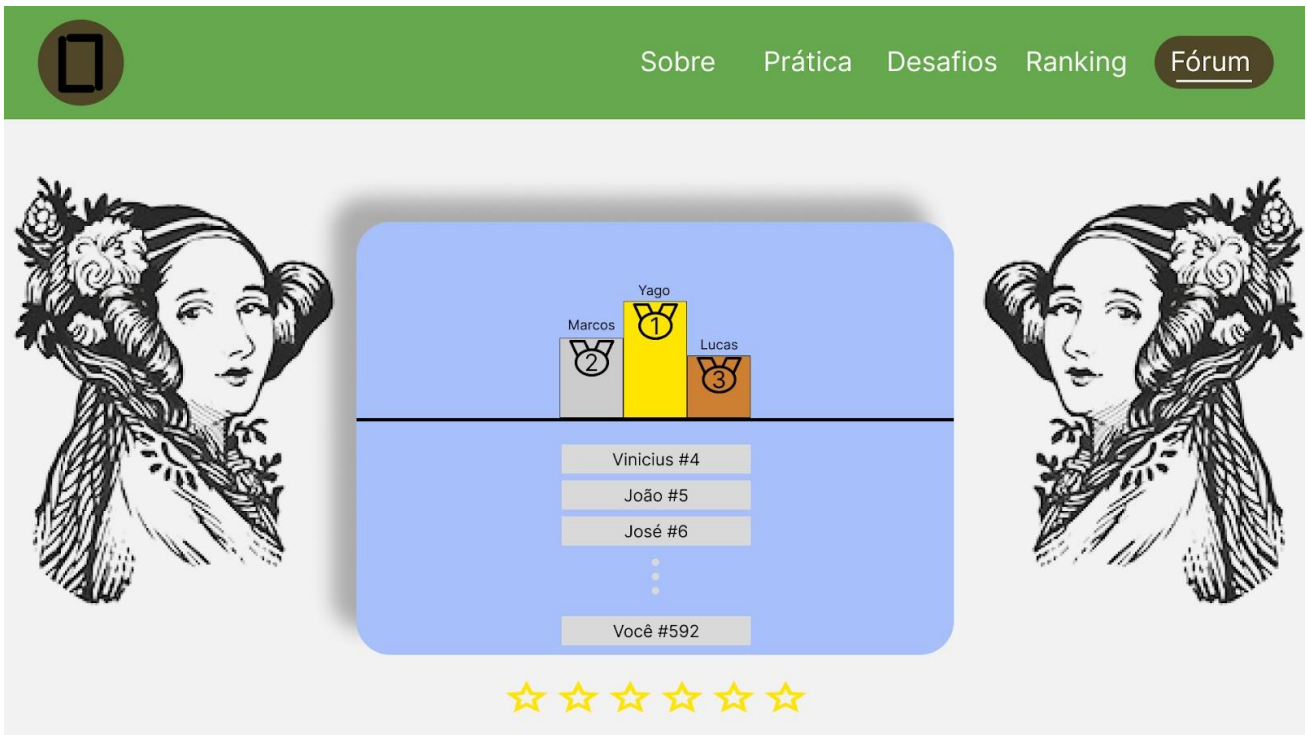 Sobre Prática Desafios Ranking Fórum
Yago
1
Marcos
2
Lucas
3
Vinicius #4
João #5
José #6
Você #592